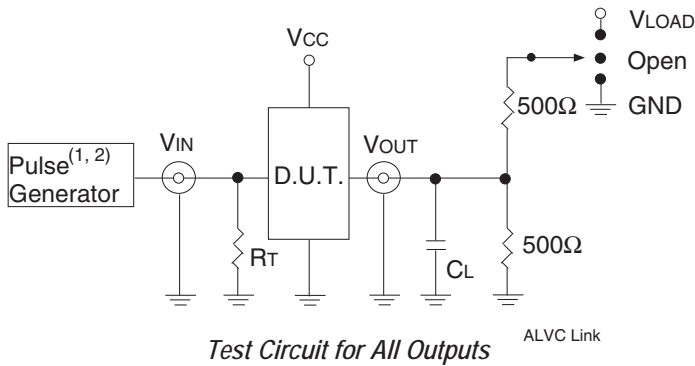 VLOAD
VCC
Open
500Ω
GND
VIN
VOUT
Pulse(1, 2)
Generator
D.U.T.
RT
CL
500Ω
Test Circuit for All Outputs
ALVC Link